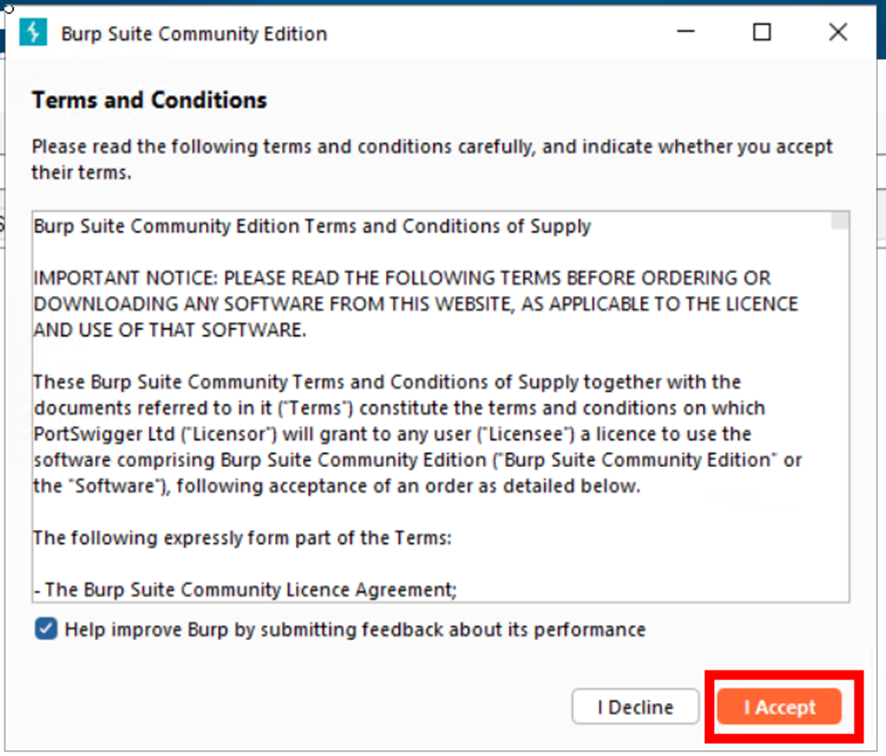 Burp Suite Community Edition
Terms and Conditions
Please read the following terms and conditions carefully, and indicate whether you accept
their terms.
Burp Suite Community Edition Terms and Conditions of Supply
IMPORTANT NOTICE: PLEASE READ THE FOLLOWING TERMS BEFORE ORDERING OR
DOWNLOADING ANY SOFTWARE FROM THIS WEBSITE, AS APPLICABLE TO THE LICENCE
AND USE OF THAT SOFTWARE.
These Burp Suite Community Terms and Conditions of Supply together with the
documents referred to in it ("Terms") constitute the terms and conditions on which
PortSwigger Ltd ("Licensor") will grant to any user ("Licensee") a licence to use the
software comprising Burp Suite Community Edition ("Burp Suite Community Edition" or
the "Software"), following acceptance of an order as detailed below.
The following expressly form part of the Terms:
- The Burp Suite Community Licence Agreement;
Help improve Burp by submitting feedback about its performance
I Decline
I Accept